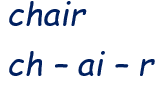 chair
ch – ai – r